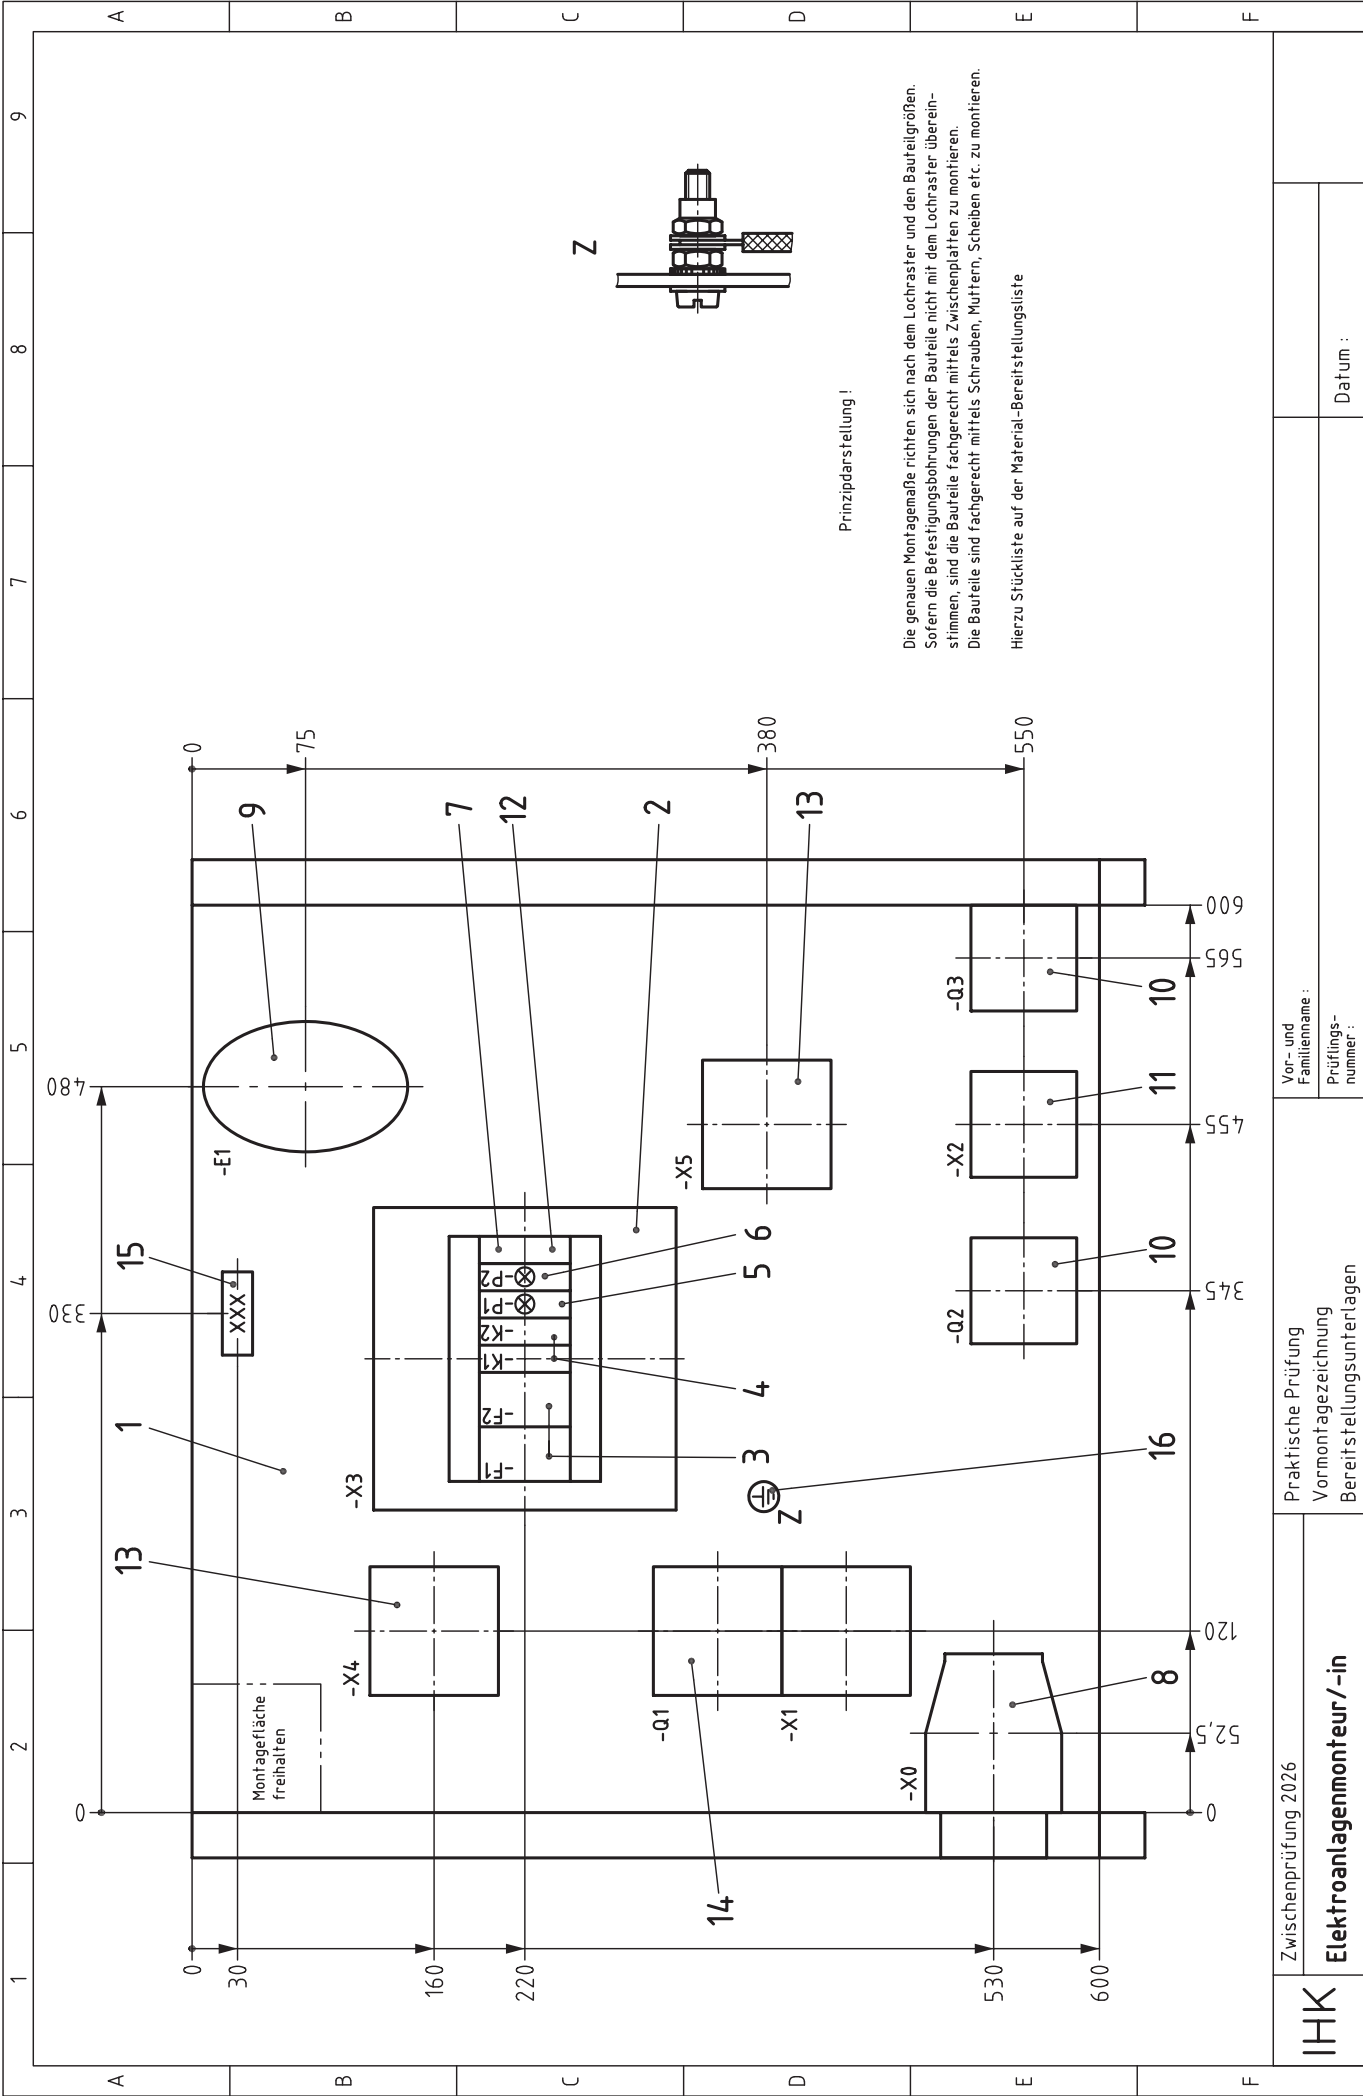 1
2
3
4
5
6
7
8
9
A
B
C
D
E
F
A
B
C
D
E
F
0
330
480
0
30
160
220
530
600
0
75
380
550
0
52,5
120
345
455
565
600
13
1
15
9
7
12
2
13
14
3
4
5
6
8
16
10
11
10
Montagefläche
freihalten
XXX
-E1
-X4
-X3
-F1
-F2
-K1
-K2
-P1
-P2
-X5
-Q1
-X1
Z
-X0
-Q2
-X2
-Q3
Z
Prinzipdarstellung !
Die genauen Montagemaße richten sich nach dem Lochraster und den Bauteilgrößen.
Sofern die Befestigungsbohrungen der Bauteile nicht mit dem Lochraster überein-
stimmen, sind die Bauteile fachgerecht mittels Zwischenplatten zu montieren.
Die Bauteile sind fachgerecht mittels Schrauben, Muttern, Scheiben etc. zu montieren.
Hierzu Stückliste auf der Material-Bereitstellungsliste
IHK
Zwischenprüfung 2026
Elektroanlagenmonteur/-in
Praktische Prüfung
Vormontagezeichnung
Bereitstellungsunterlagen
Vor- und
Familienname :
Prüflings-
nummer :
Datum :